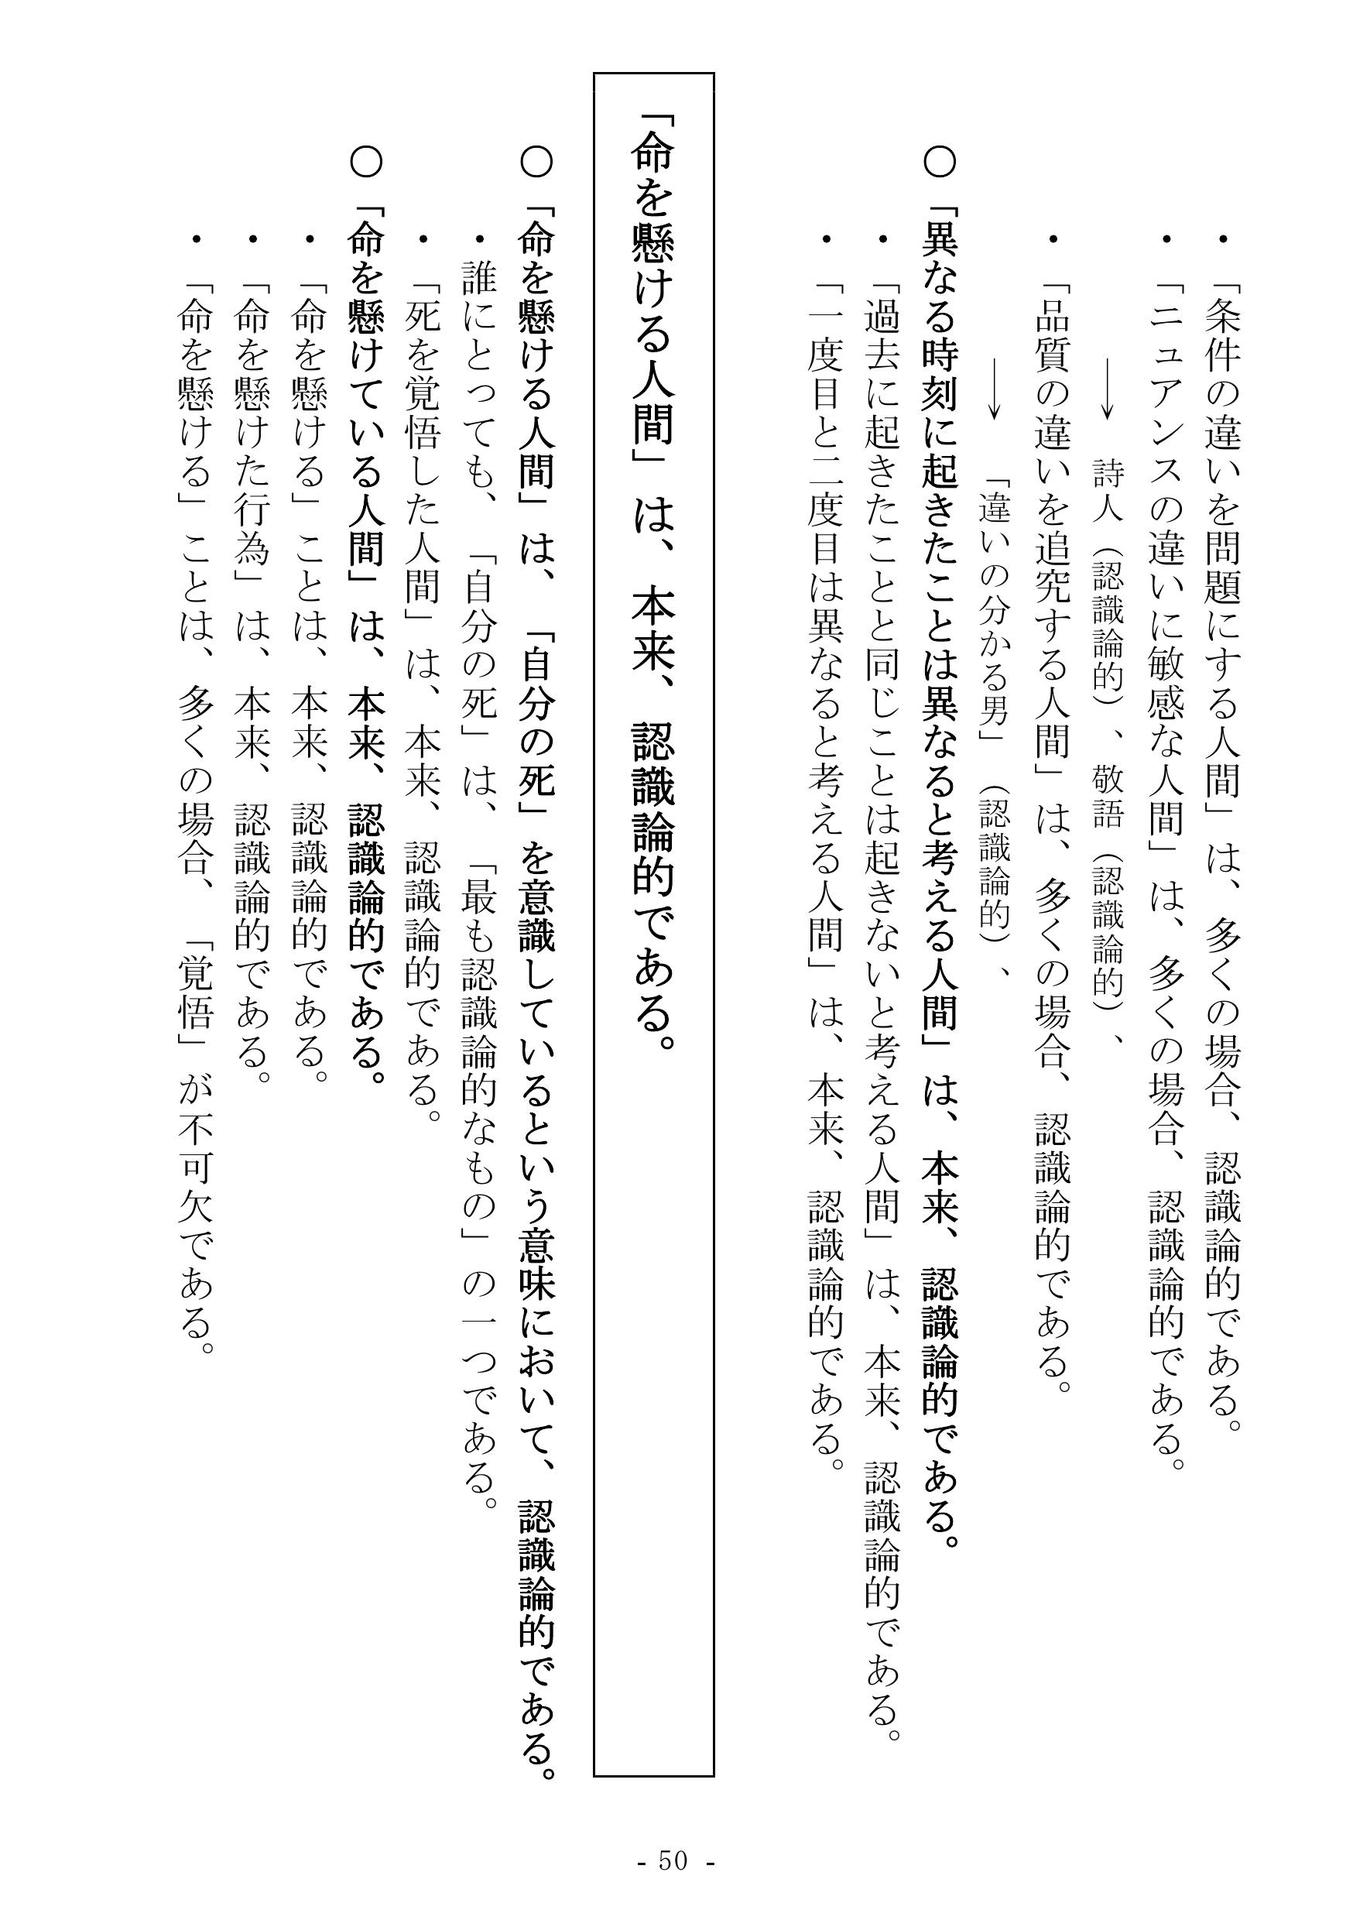 ・「条件の違いを問題にする人間」は、多くの場合、認識論的である。
・「ニュアンスの違いに敏感な人間」は、多くの場合、認識論的である。
→ 詩人（認識論的）、敬語（認識論的）、
・「品質の違いを追究する人間」は、多くの場合、認識論的である。
→ 「違いの分かる男」（認識論的）、
○「異なる時刻に起きたことは異なると考える人間」は、本来、認識論的である。
・「過去に起きたことと同じことは起きないと考える人間」は、本来、認識論的である。
・「一度目と二度目は異なると考える人間」は、本来、認識論的である。
「命を懸ける人間」は、本来、認識論的である。
○「命を懸ける人間」は、「自分の死」を意識しているという意味において、認識論的である。
・誰にとっても、「自分の死」は、「最も認識論的なもの」の一つである。
・「死を覚悟した人間」は、本来、認識論的である。
○「命を懸けている人間」は、本来、認識論的である。
・「命を懸ける」ことは、本来、認識論的である。
・「命を懸けた行為」は、本来、認識論的である。
・「命を懸ける」ことは、多くの場合、「覚悟」が不可欠である。
- 50 -